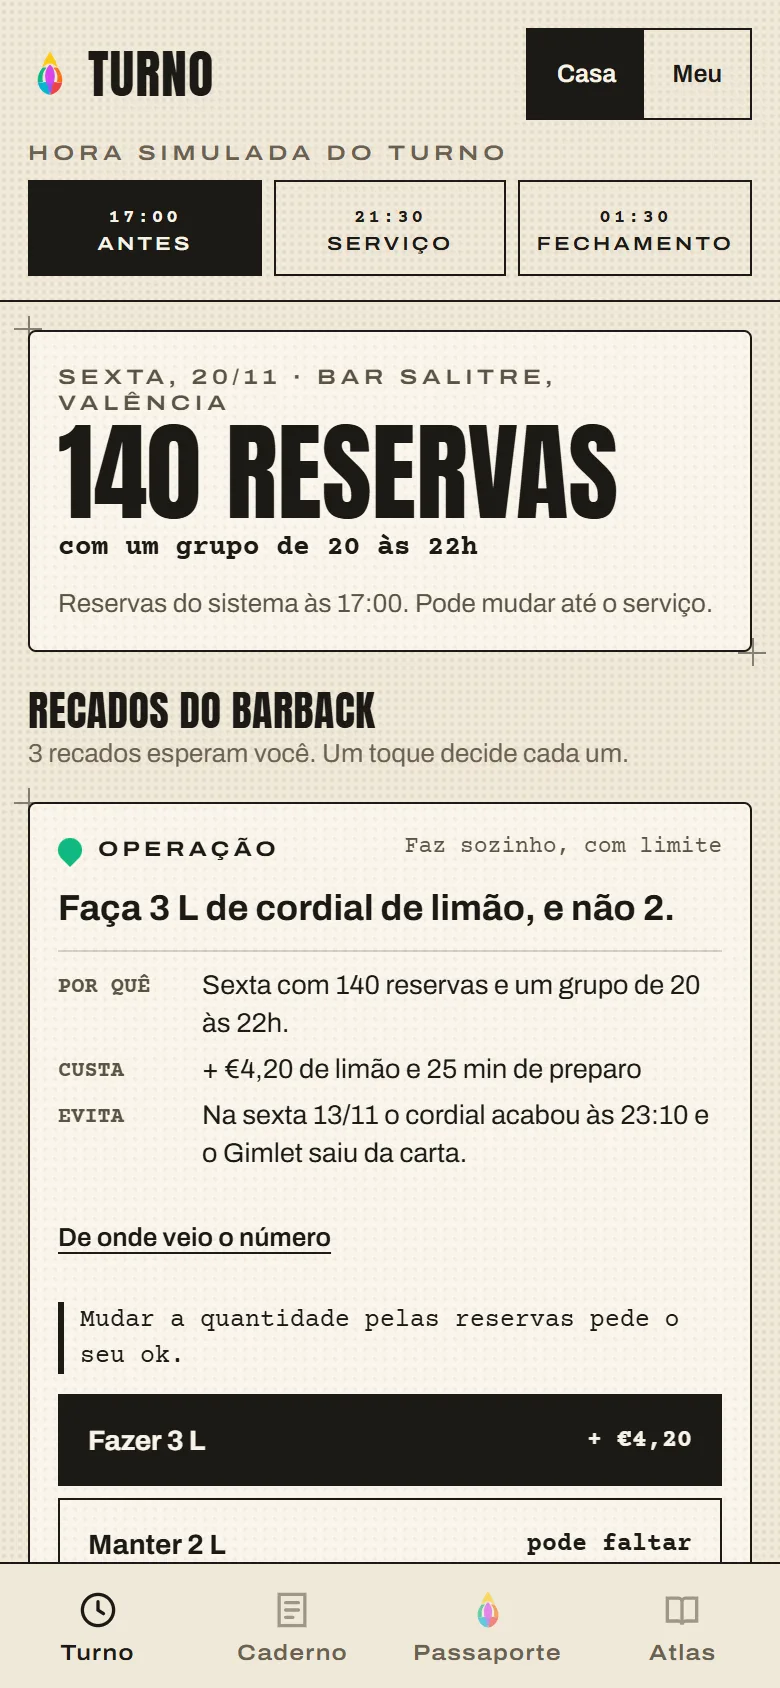 TURNO
Casa
Meu
HORA SIMULADA DO TURNO
17:00
ANTES
21:30
SERVIÇO
01:30
FECHAMENTO
SEXTA, 20/11 · BAR SALITRE,
VALÊNCIA
140 RESERVAS
com um grupo de 20 às 22h
Reservas do sistema às 17:00. Pode mudar até o serviço.
RECADOS DO BARBACK
3 recados esperam você. Um toque decide cada um.
OPERAÇÃO
Faz sozinho, com limite
Faça 3 L de cordial de limão, e não 2.
POR QUÊ
Sexta com 140 reservas e um grupo de 20
às 22h.
CUSTA
+ €4,20 de limão e 25 min de preparo
EVITA
Na sexta 13/11 o cordial acabou às 23:10 e
o Gimlet saiu da carta.
De onde veio o número
Mudar a quantidade pelas reservas pede o
seu ok.
Fazer 3 L
+ €4,20
Manter 2 L
pode faltar
Turno
Caderno
Passaporte
Atlas